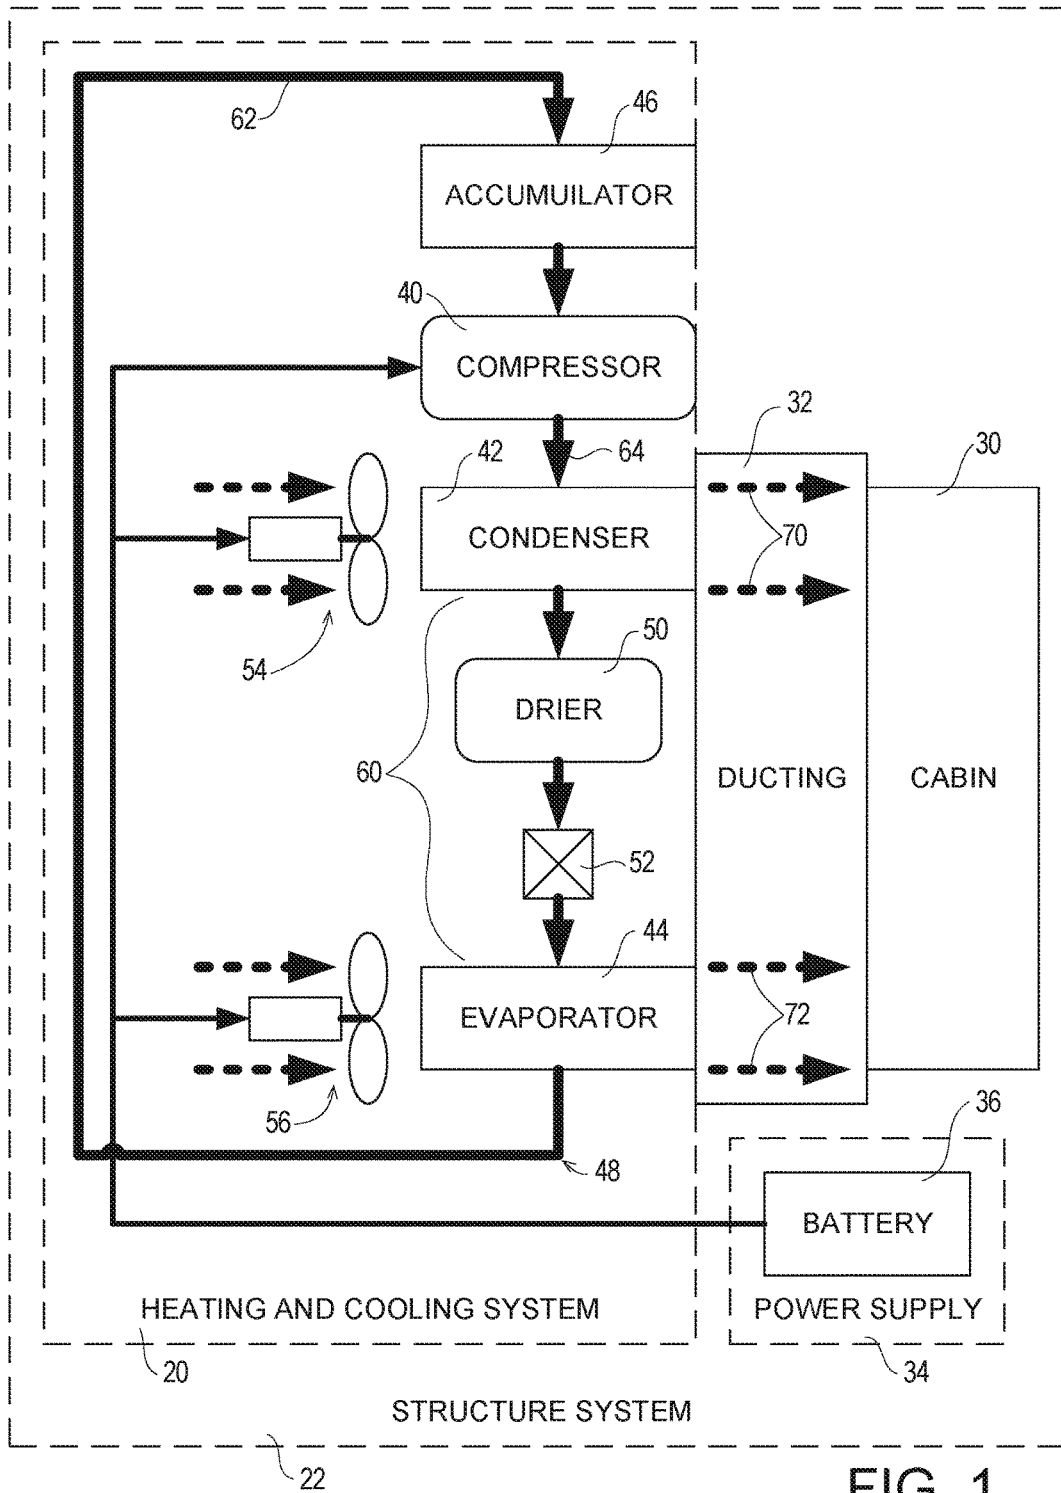 62
46
ACCUMUILATOR
40
COMPRESSOR
32
30
42
64
CONDENSER
70
54
50
DRIER
60
DUCTING
CABIN
52
44
EVAPORATOR
72
56
36
48
BATTERY
HEATING AND COOLING SYSTEM
POWER SUPPLY
20
34
STRUCTURE SYSTEM
22
FIG. 1